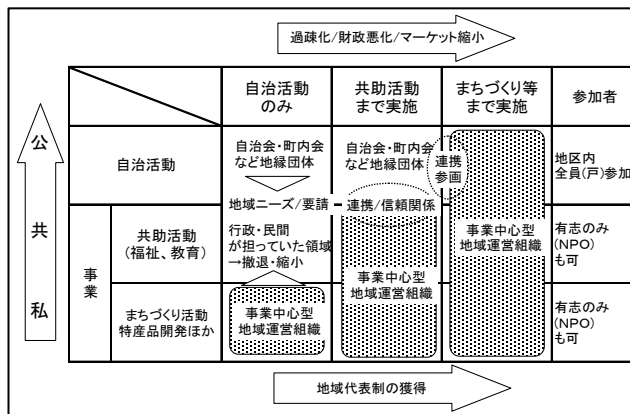 過疎化/財政悪化/マーケット縮小
公
共
私
自治活動
のみ
共助活動
まで実施
まちづくり等
まで実施
参加者
自治活動
自治会・町内会
など地縁団体
自治会・町内会
など地縁団体
連携
参画
地区内
全員(戸)参加
地域ニーズ/要請
連携/信頼関係
事業
共助活動
(福祉、教育)
行政・民間
が担っていた領域
→撤退・縮小
事業中心型
地域運営組織
事業中心型
地域運営組織
有志のみ
(NPO)
も可
まちづくり活動
特産品開発ほか
事業中心型
地域運営組織
有志のみ
(NPO)
も可
地域代表制の獲得